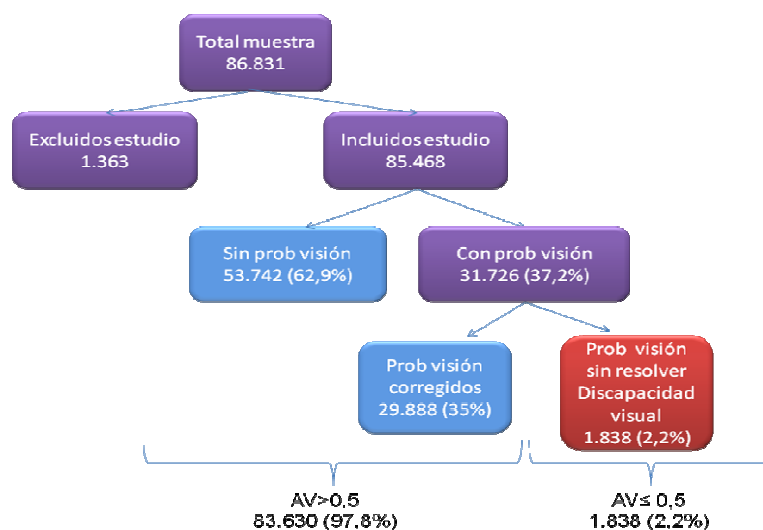 Total muestra
86.831
Excluidos estudio
1.363
Incluidos estudio
85.468
Sin prob visión
53.742 (62,9%)
Con prob visión
31.726 (37,2%)
Prob visión
corregidos
29.888 (35%)
Prob visión
sin resolver
Discapacidad
visual
1.838 (2,2%)
AV>0,5
83.630 (97,8%)
AV≤ 0,5
1.838 (2,2%)